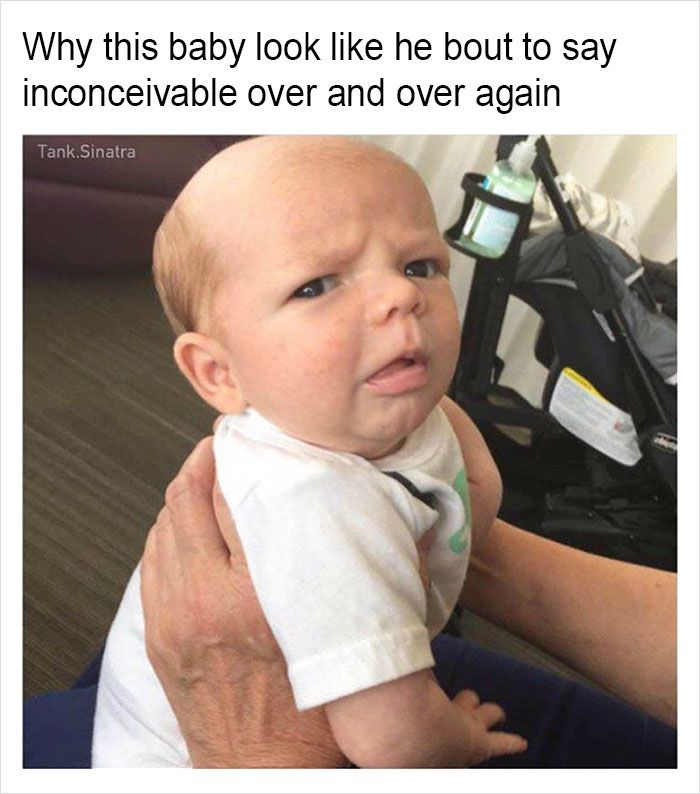 Why this baby look like he bout to say
inconceivable over and over again
Tank.Sinatra